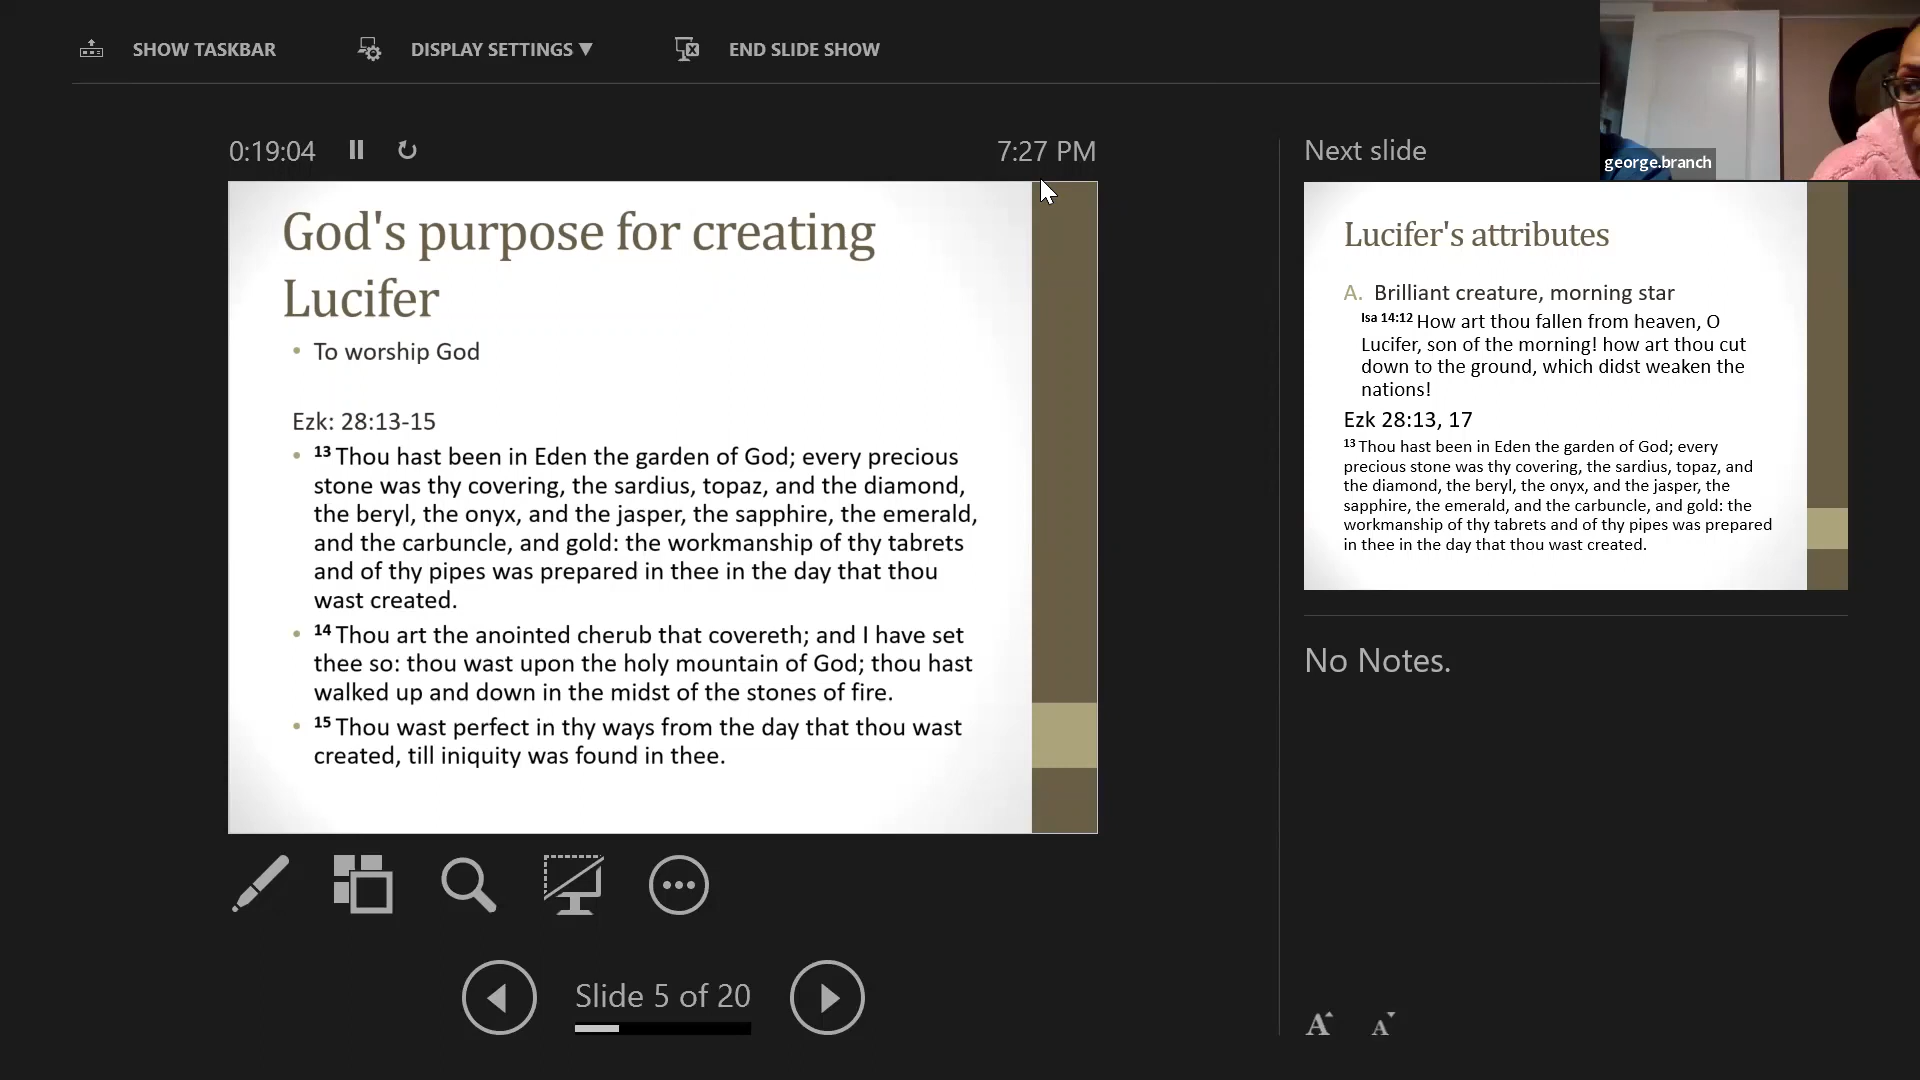 SHOW TASKBAR
DISPLAY SETTINGS ▼
END SLIDE SHOW
george.branch
0:19:04
7:27 PM
God's purpose for creating
Lucifer
• To worship God
Ezk: 28:13-15
• 13 Thou hast been in Eden the garden of God; every precious
stone was thy covering, the sardius, topaz, and the diamond,
the beryl, the onyx, and the jasper, the sapphire, the emerald,
and the carbuncle, and gold: the workmanship of thy tabrets
and of thy pipes was prepared in thee in the day that thou
wast created.
• 14 Thou art the anointed cherub that covereth; and I have set
thee so: thou wast upon the holy mountain of God; thou hast
walked up and down in the midst of the stones of fire.
• 15 Thou wast perfect in thy ways from the day that thou wast
created, till iniquity was found in thee.
Slide 5 of 20
Next slide
Lucifer's attributes
A. Brilliant creature, morning star
Isa 14:12 How art thou fallen from heaven, O
Lucifer, son of the morning! how art thou cut
down to the ground, which didst weaken the
nations!
Ezk 28:13, 17
13 Thou hast been in Eden the garden of God; every
precious stone was thy covering, the sardius, topaz, and
the diamond, the beryl, the onyx, and the jasper, the
sapphire, the emerald, and the carbuncle, and gold: the
workmanship of thy tabrets and of thy pipes was prepared
in thee in the day that thou wast created.
No Notes.
A A